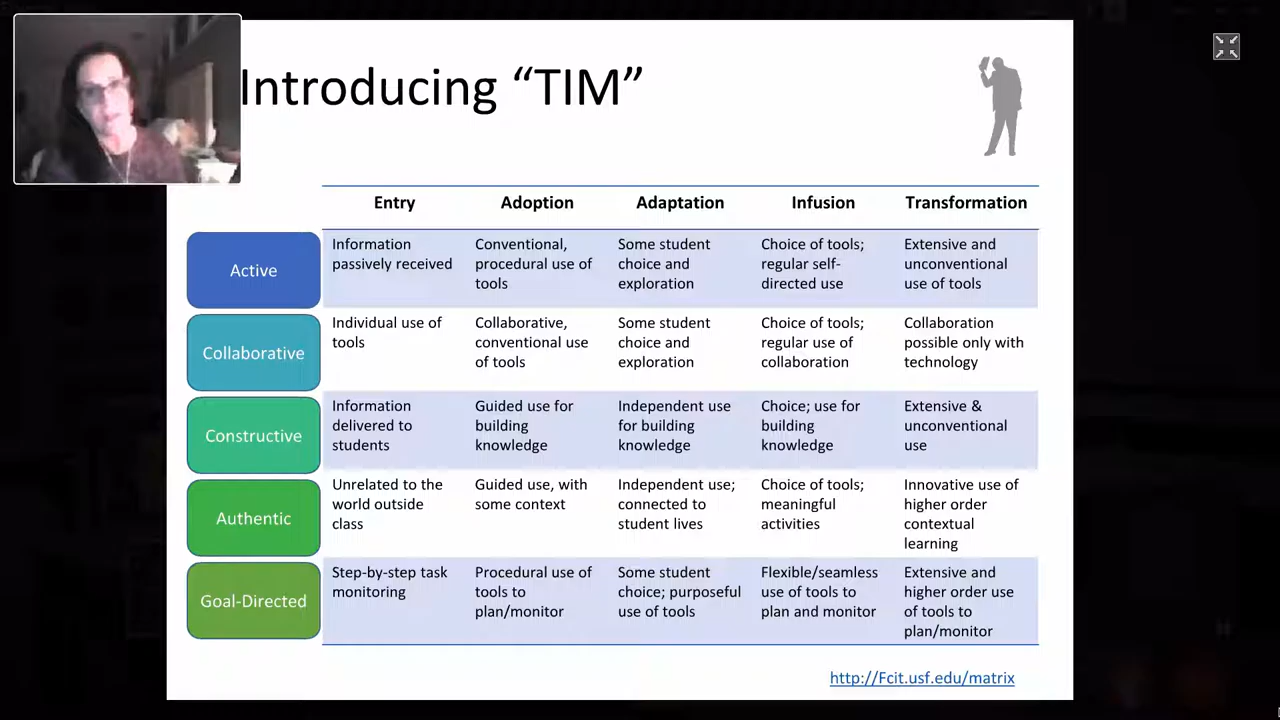 Introducing “TIM”
Entry Adoption Adaptation Infusion Transformation
Active
Information
passively received
Conventional,
procedural use of
tools
Some student
choice and
exploration
Choice of tools;
regular self-
directed use
Extensive and
unconventional
use of tools
Collaborative
Individual use of
tools
Collaborative,
conventional use
of tools
Some student
choice and
exploration
Choice of tools;
regular use of
collaboration
Collaboration
possible only with
technology
Constructive
Information
delivered to
students
Guided use for
building
knowledge
Independent use
for building
knowledge
Choice; use for
building
knowledge
Extensive &
unconventional
use
Authentic
Unrelated to the
world outside
class
Guided use, with
some context
Independent use;
connected to
student lives
Choice of tools;
meaningful
activities
Innovative use of
higher order
contextual
learning
Goal-Directed
Step-by-step task
monitoring
Procedural use of
tools to
plan/monitor
Some student
choice; purposeful
use of tools
Flexible/seamless
use of tools to
plan and monitor
Extensive and
higher order use
of tools to
plan/monitor
http://Fcit.usf.edu/matrix